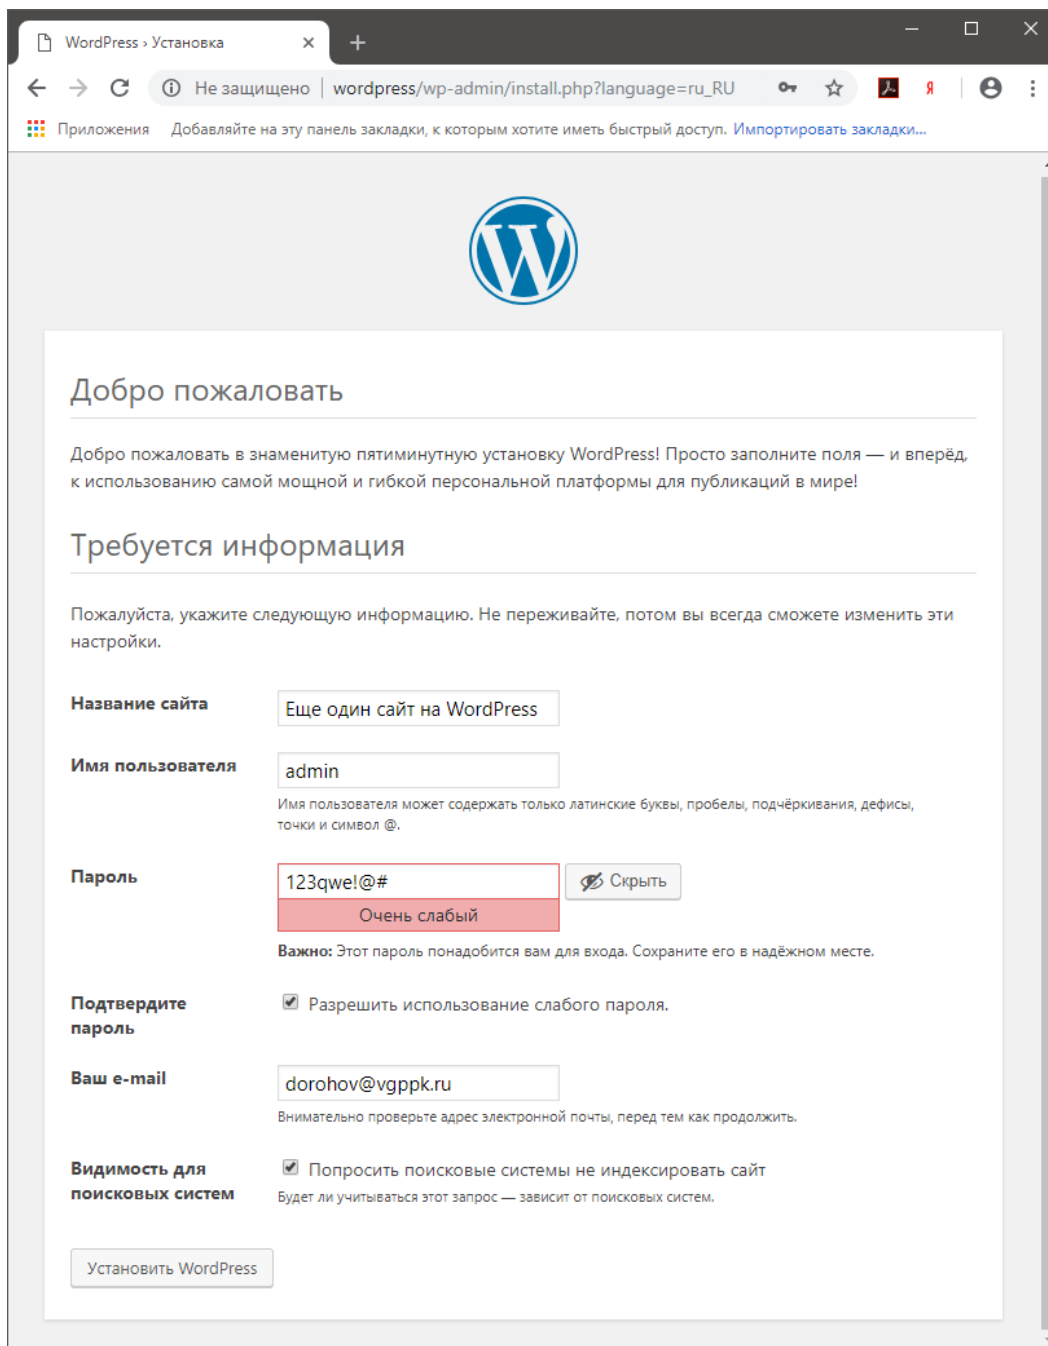 WordPress › Установка
Не защищено | wordpress/wp-admin/install.php?language=ru_RU
Приложения Добавляйте на эту панель закладки, к которым хотите иметь быстрый доступ. Импортировать закладки...
Добро пожаловать
Добро пожаловать в знаменитую пятиминутную установку WordPress! Просто заполните поля — и вперёд,
к использованию самой мощной и гибкой персональной платформы для публикаций в мире!
Требуется информация
Пожалуйста, укажите следующую информацию. Не переживайте, потом вы всегда сможете изменить эти
настройки.
Название сайта
Еще один сайт на WordPress
Имя пользователя
admin
Имя пользователя может содержать только латинские буквы, пробелы, подчёркивания, дефисы,
точки и символ @.
Пароль
123qwe!@#
Скрыть
Очень слабый
Важно: Этот пароль понадобится вам для входа. Сохраните его в надёжном месте.
Подтвердите
пароль
Разрешить использование слабого пароля.
Ваш e-mail
dorohov@vgppk.ru
Внимательно проверьте адрес электронной почты, перед тем как продолжить.
Видимость для
поисковых систем
Попросить поисковые системы не индексировать сайт
Будет ли учитываться этот запрос — зависит от поисковых систем.
Установить WordPress